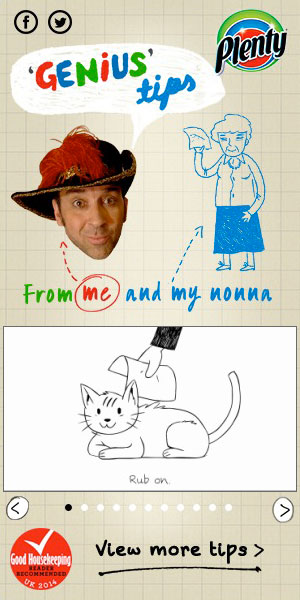 Plenty
'GENiUS'
tips
From me and my nonna
Rub on.
View more tips >
Good Housekeeping
READER
RECOMMENDED
UK 2014